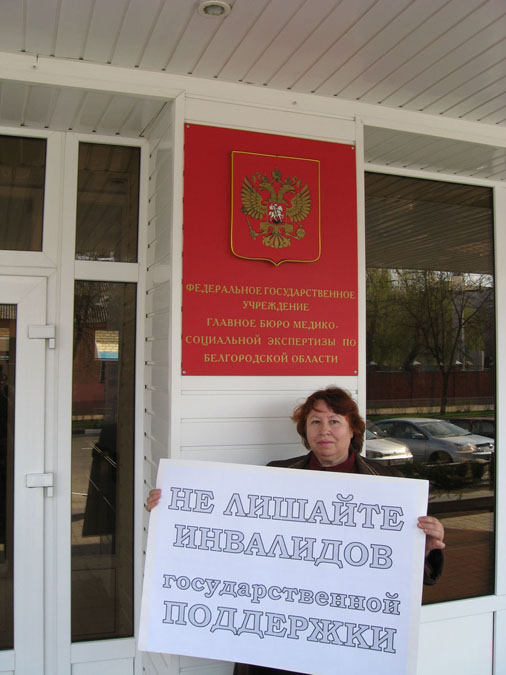 ФЕДЕРАЛЬНОЕ ГОСУДАРСТВЕННОЕ
УЧРЕЖДЕНИЕ
ГЛАВНОЕ БЮРО МЕДИКО-
СОЦИАЛЬНОЙ ЭКСПЕРТИЗЫ ПО
БЕЛГОРОДСКОЙ ОБЛАСТИ
НЕ ЛИШАЙТЕ
ИНВАЛИДОВ
государственной
ПОДДЕРЖКИ